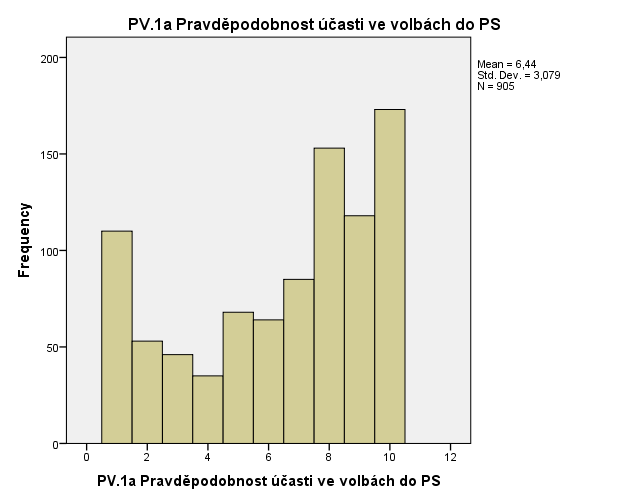 PV.1a Pravděpodobnost účasti ve volbách do PS
Mean = 6,44
Std. Dev. = 3,079
N = 905
Frequency
200
150
100
50
0
0 2 4 6 8 10 12
PV.1a Pravděpodobnost účasti ve volbách do PS